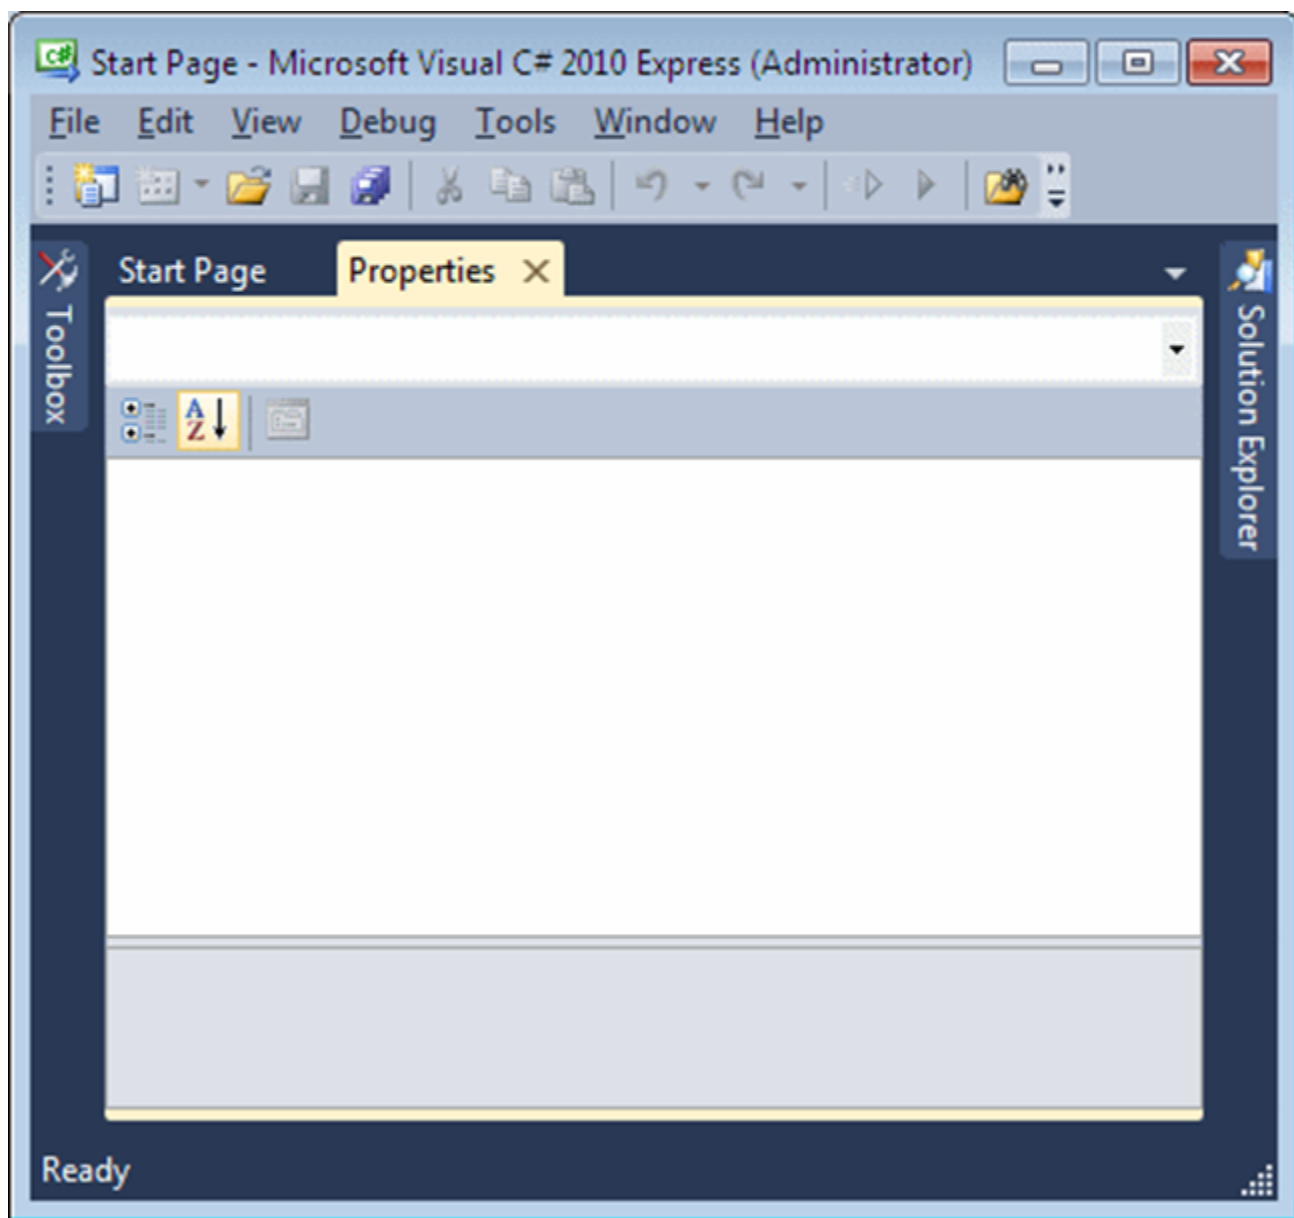 Start Page - Microsoft Visual C# 2010 Express (Administrator)
File Edit View Debug Tools Window Help
Toolbox
Start Page Properties
Solution Explorer
Ready